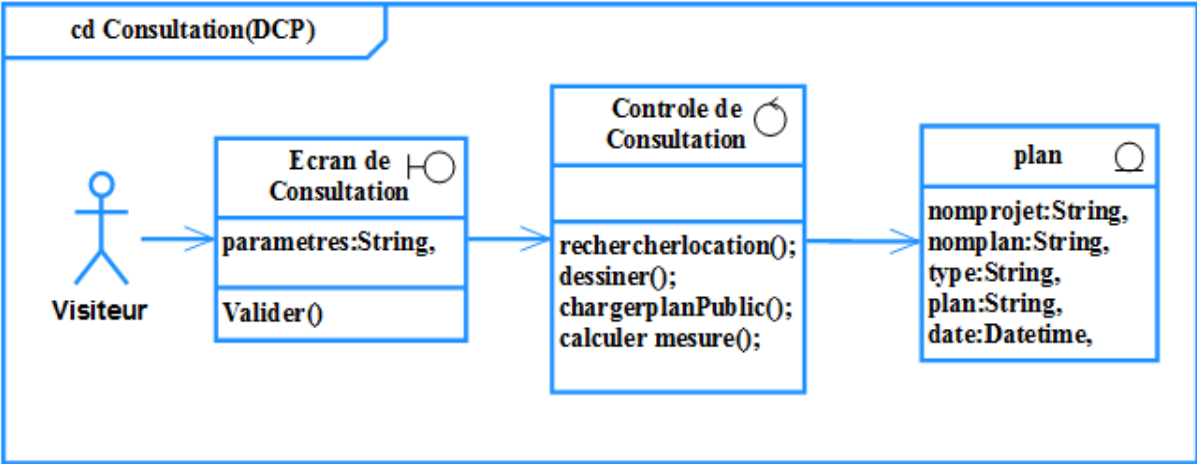 cd Consultation(DCP)
Visiteur
Ecran de
Consultation
parametres:String,
Valider()
Controle de
Consultation
rechercherlocation();
dessiner();
chargerplanPublic();
calculer mesure();
plan
nomprojet:String,
nomplan:String,
type:String,
plan:String,
date:Datetime,